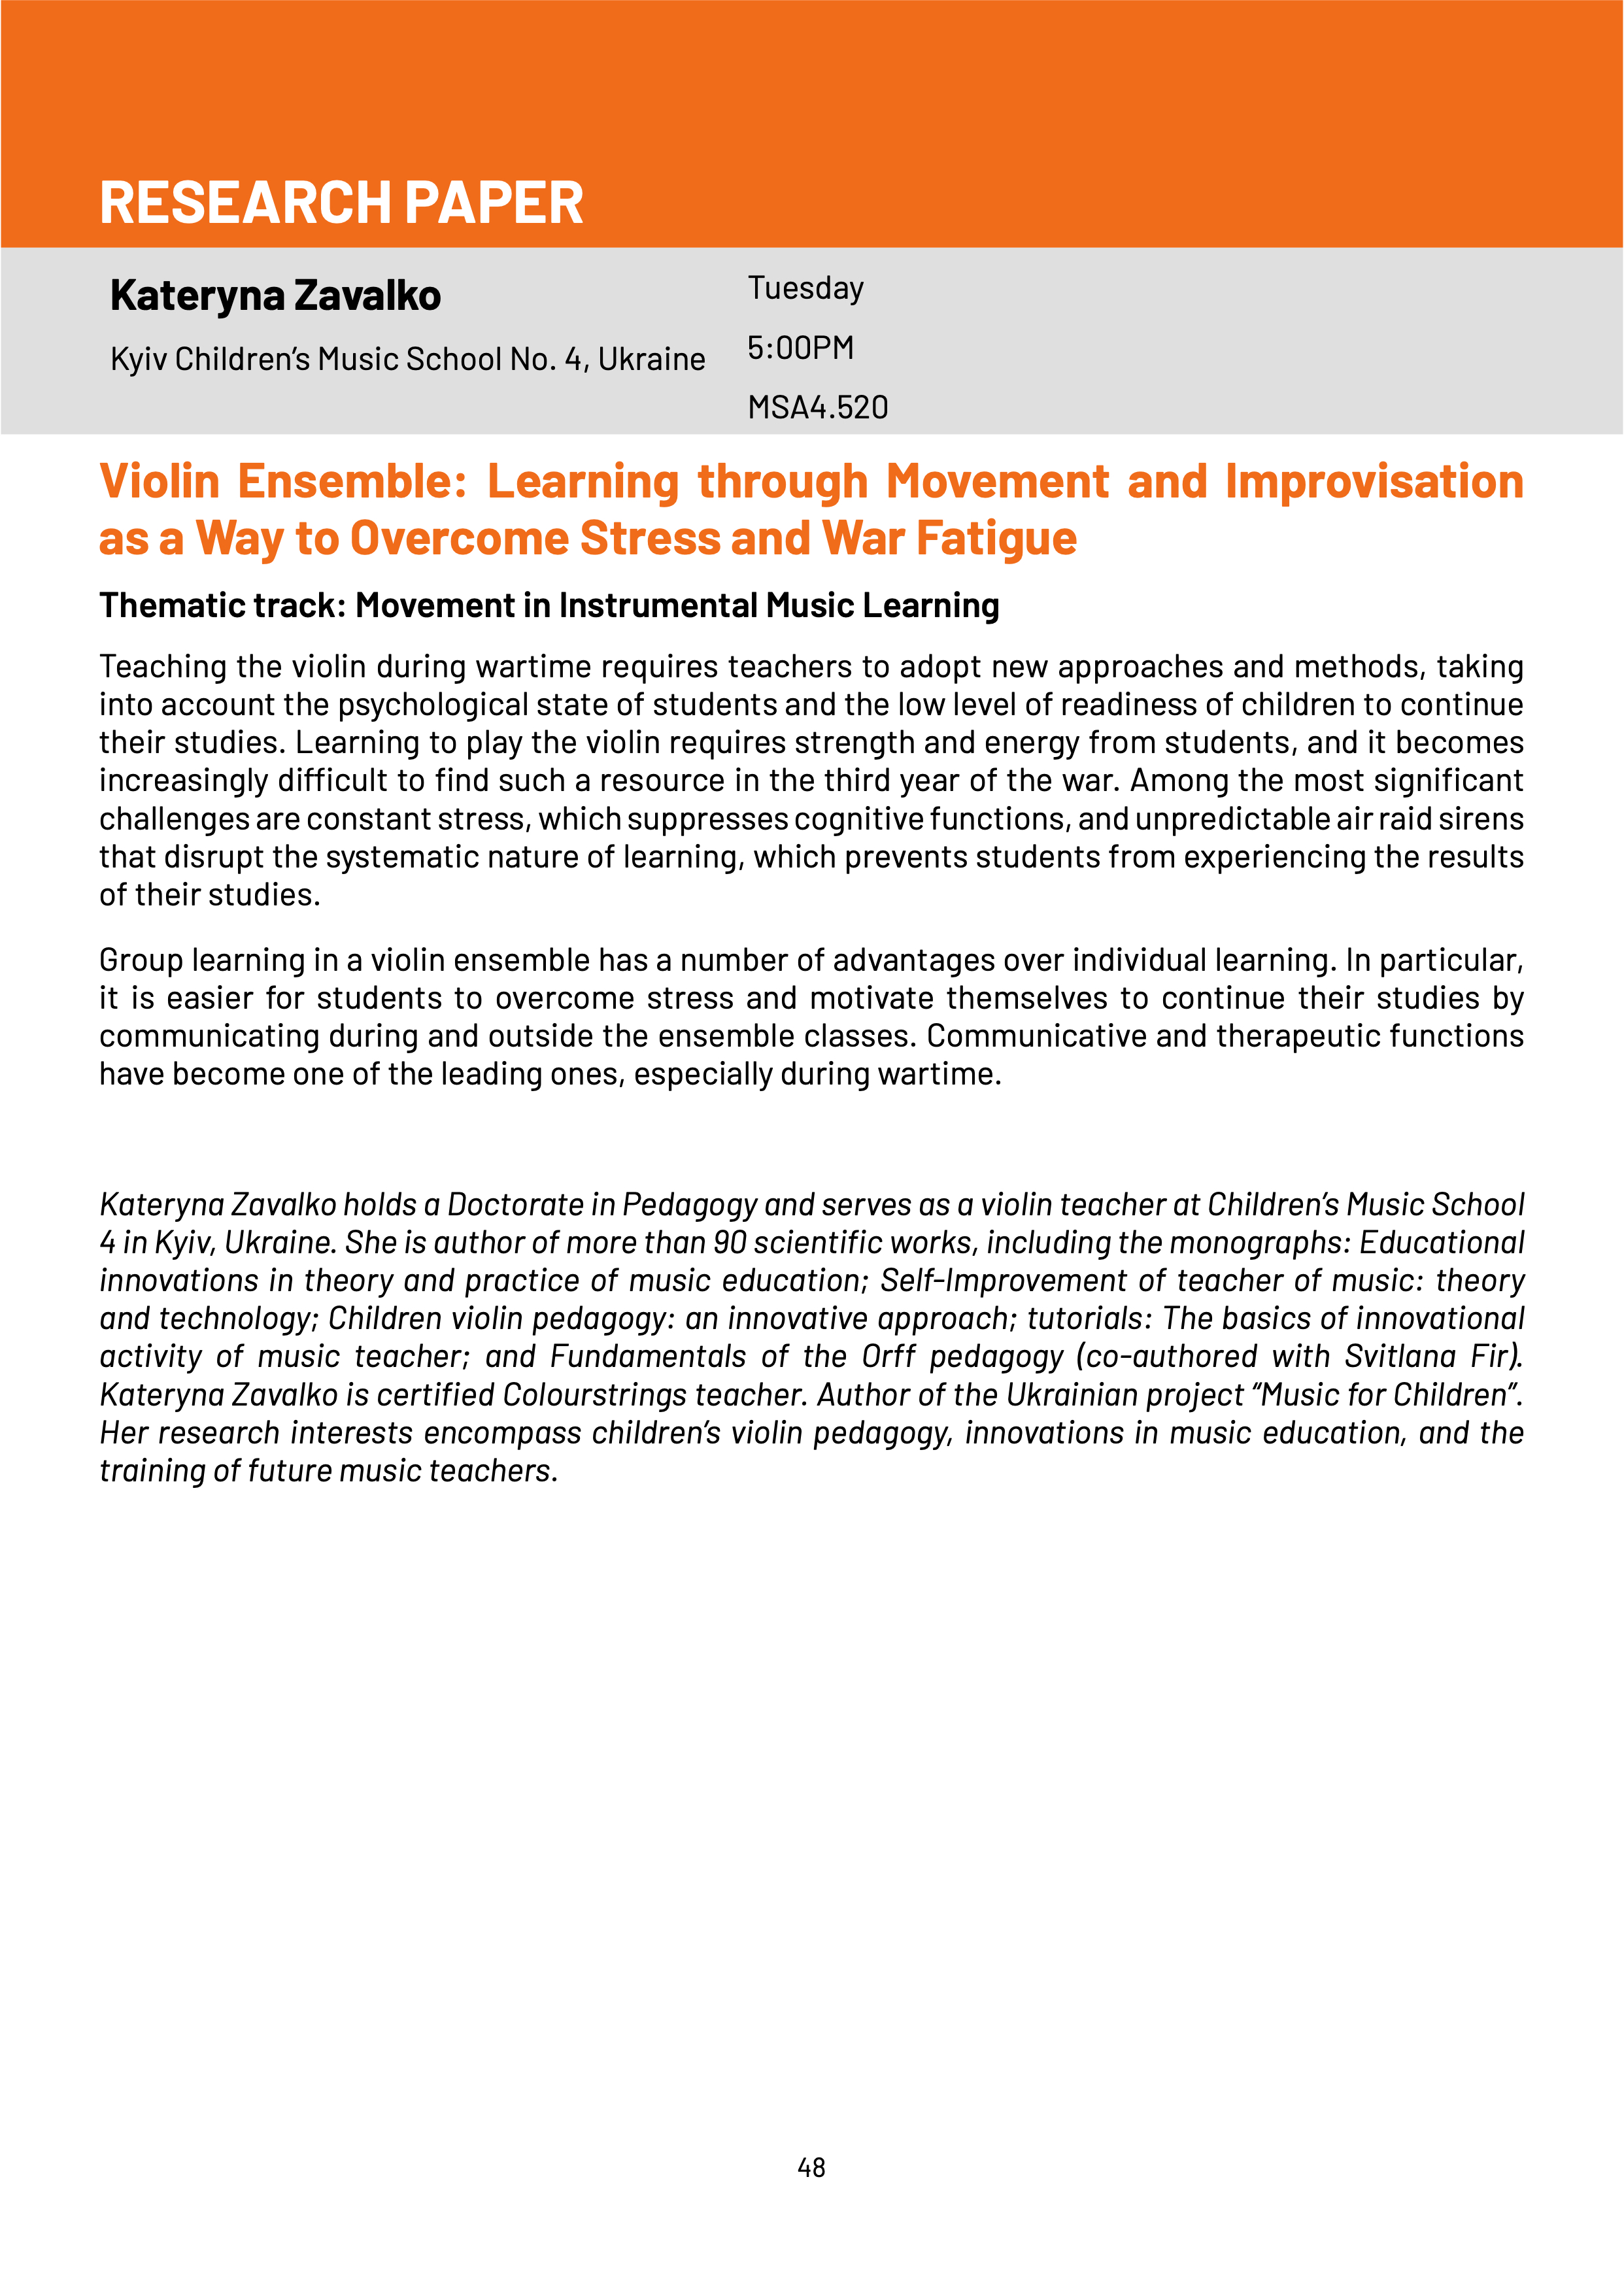 RESEARCH PAPER
Kateryna Zavalko
Kyiv Children’s Music School No. 4, Ukraine
Tuesday
5:00PM
MSA4.520
Violin Ensemble: Learning through Movement and Improvisation
as a Way to Overcome Stress and War Fatigue
Thematic track: Movement in Instrumental Music Learning
Teaching the violin during wartime requires teachers to adopt new approaches and methods, taking
into account the psychological state of students and the low level of readiness of children to continue
their studies. Learning to play the violin requires strength and energy from students, and it becomes
increasingly difficult to find such a resource in the third year of the war. Among the most significant
challenges are constant stress, which suppresses cognitive functions, and unpredictable air raid sirens
that disrupt the systematic nature of learning, which prevents students from experiencing the results
of their studies.
Group learning in a violin ensemble has a number of advantages over individual learning. In particular,
it is easier for students to overcome stress and motivate themselves to continue their studies by
communicating during and outside the ensemble classes. Communicative and therapeutic functions
have become one of the leading ones, especially during wartime.
Kateryna Zavalko holds a Doctorate in Pedagogy and serves as a violin teacher at Children’s Music School
4 in Kyiv, Ukraine. She is author of more than 90 scientific works, including the monographs: Educational
innovations in theory and practice of music education; Self-Improvement of teacher of music: theory
and technology; Children violin pedagogy: an innovative approach; tutorials: The basics of innovational
activity of music teacher; and Fundamentals of the Orff pedagogy (co-authored with Svitlana Fir).
Kateryna Zavalko is certified Colourstrings teacher. Author of the Ukrainian project “Music for Children”.
Her research interests encompass children’s violin pedagogy, innovations in music education, and the
training of future music teachers.
48